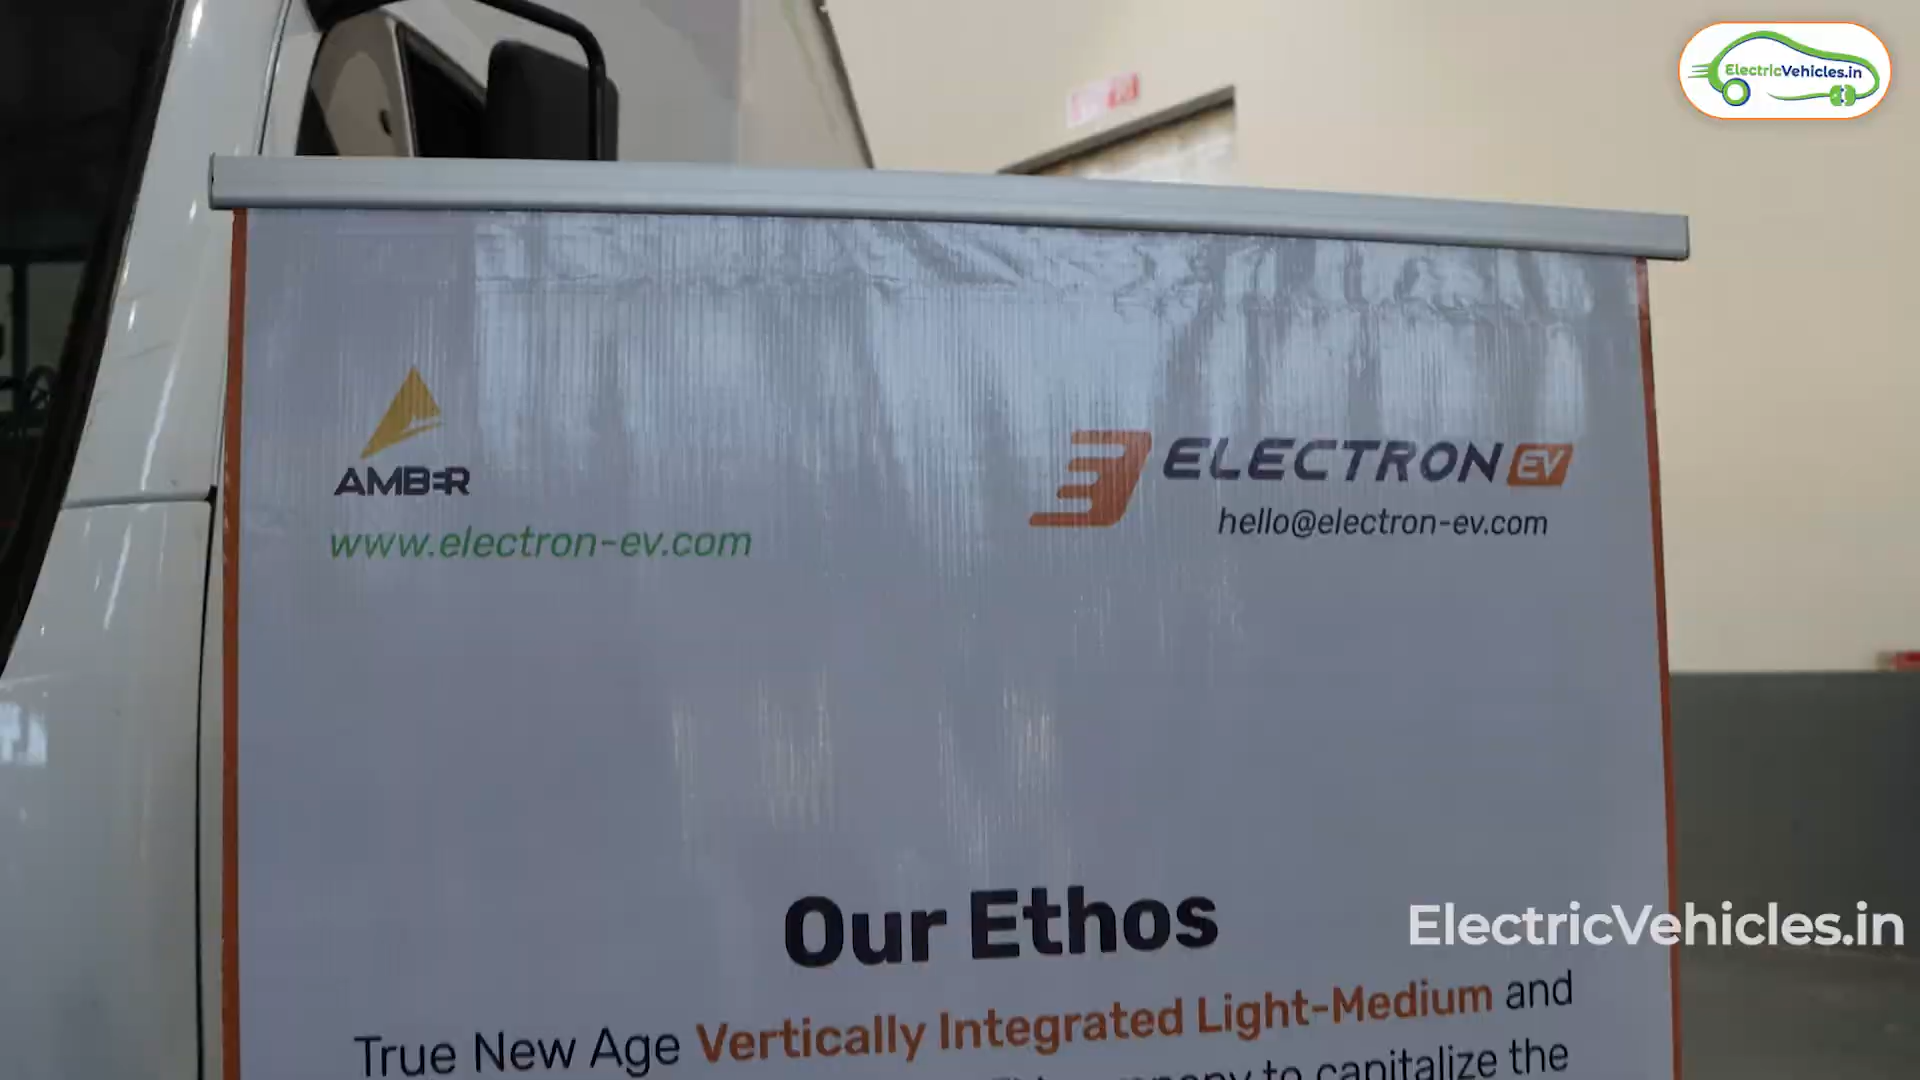 ElectricVehicles.in
AMBER
www.electron-ev.com
ELECTRON EV
hello@electron-ev.com
Our Ethos
True New Age Vertically Integrated Light-Medium and
to capitalize the
ElectricVehicles.in